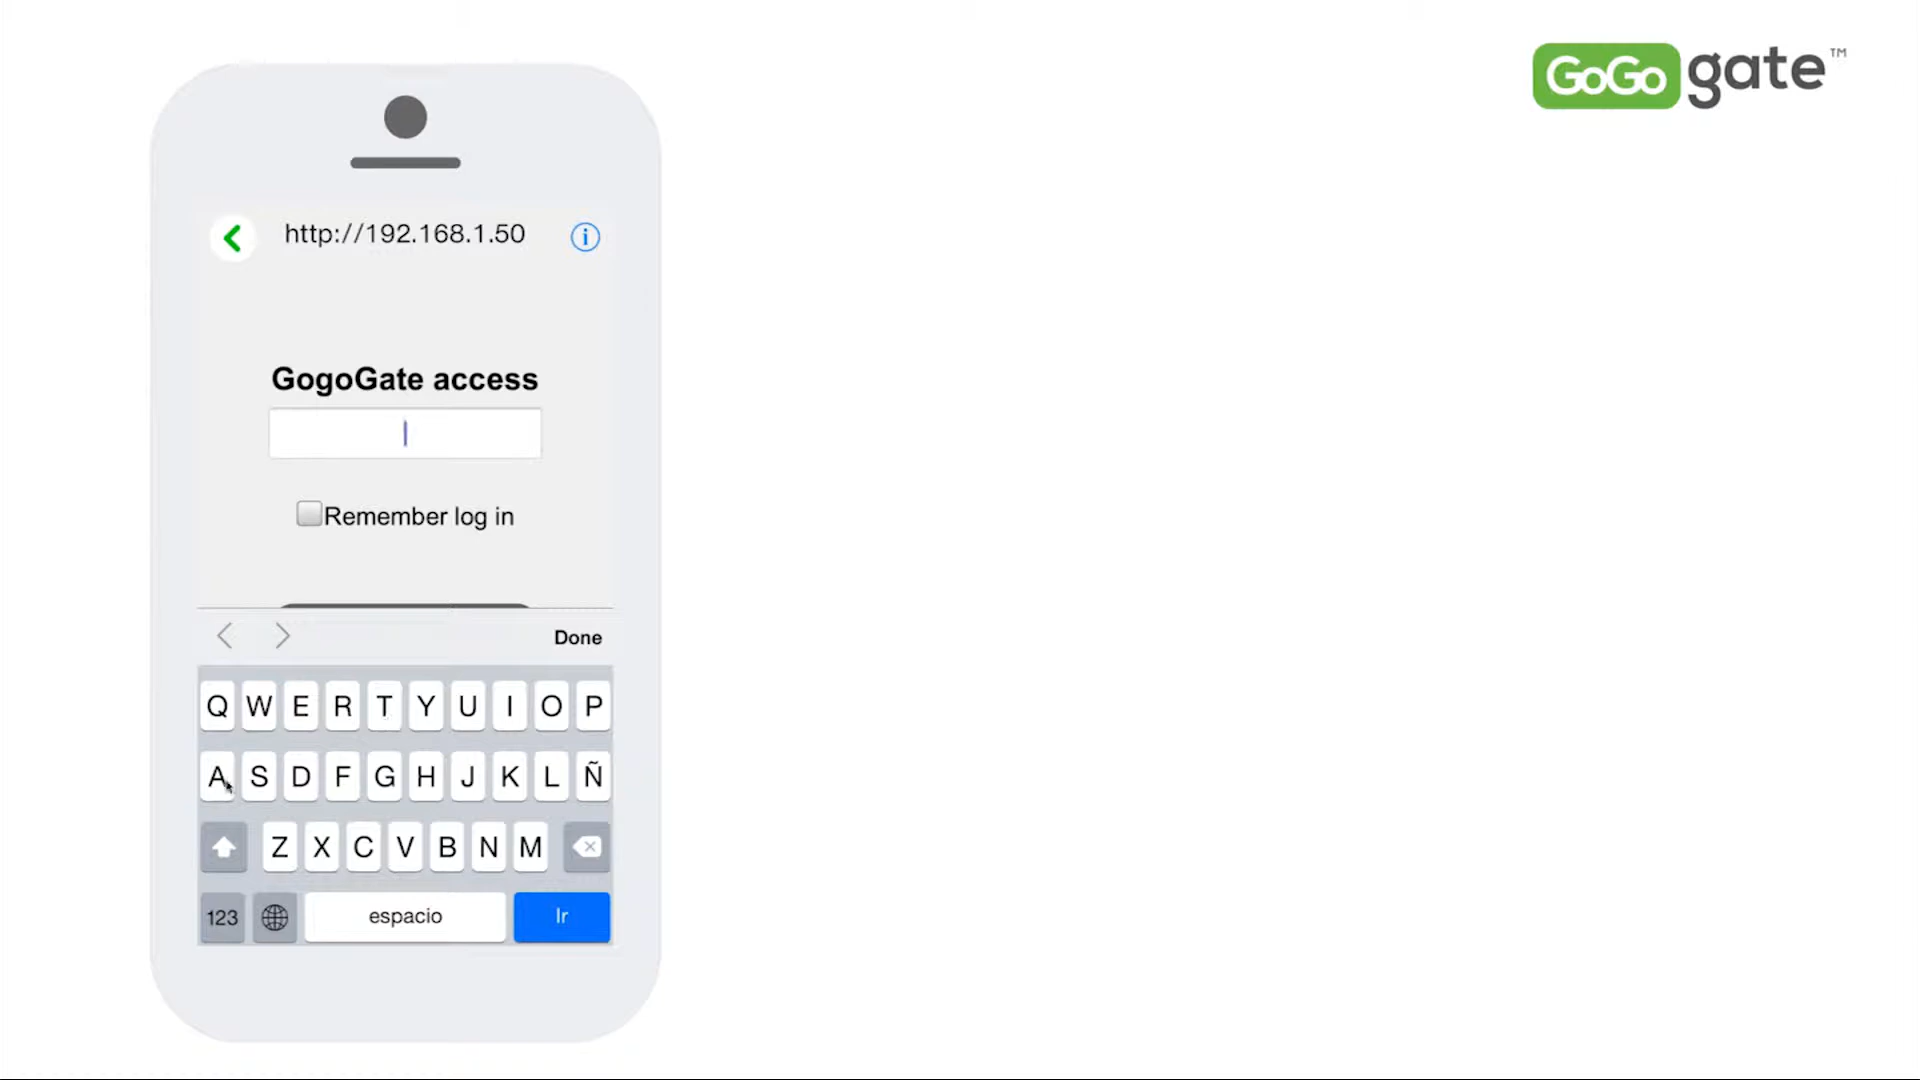 GoGo gate™
http://192.168.1.50
GogoGate access
Remember log in
Done
Q W E R T Y U I O P
A S D F G H J K L Ñ
Z X C V B N M
123 espacio Ir